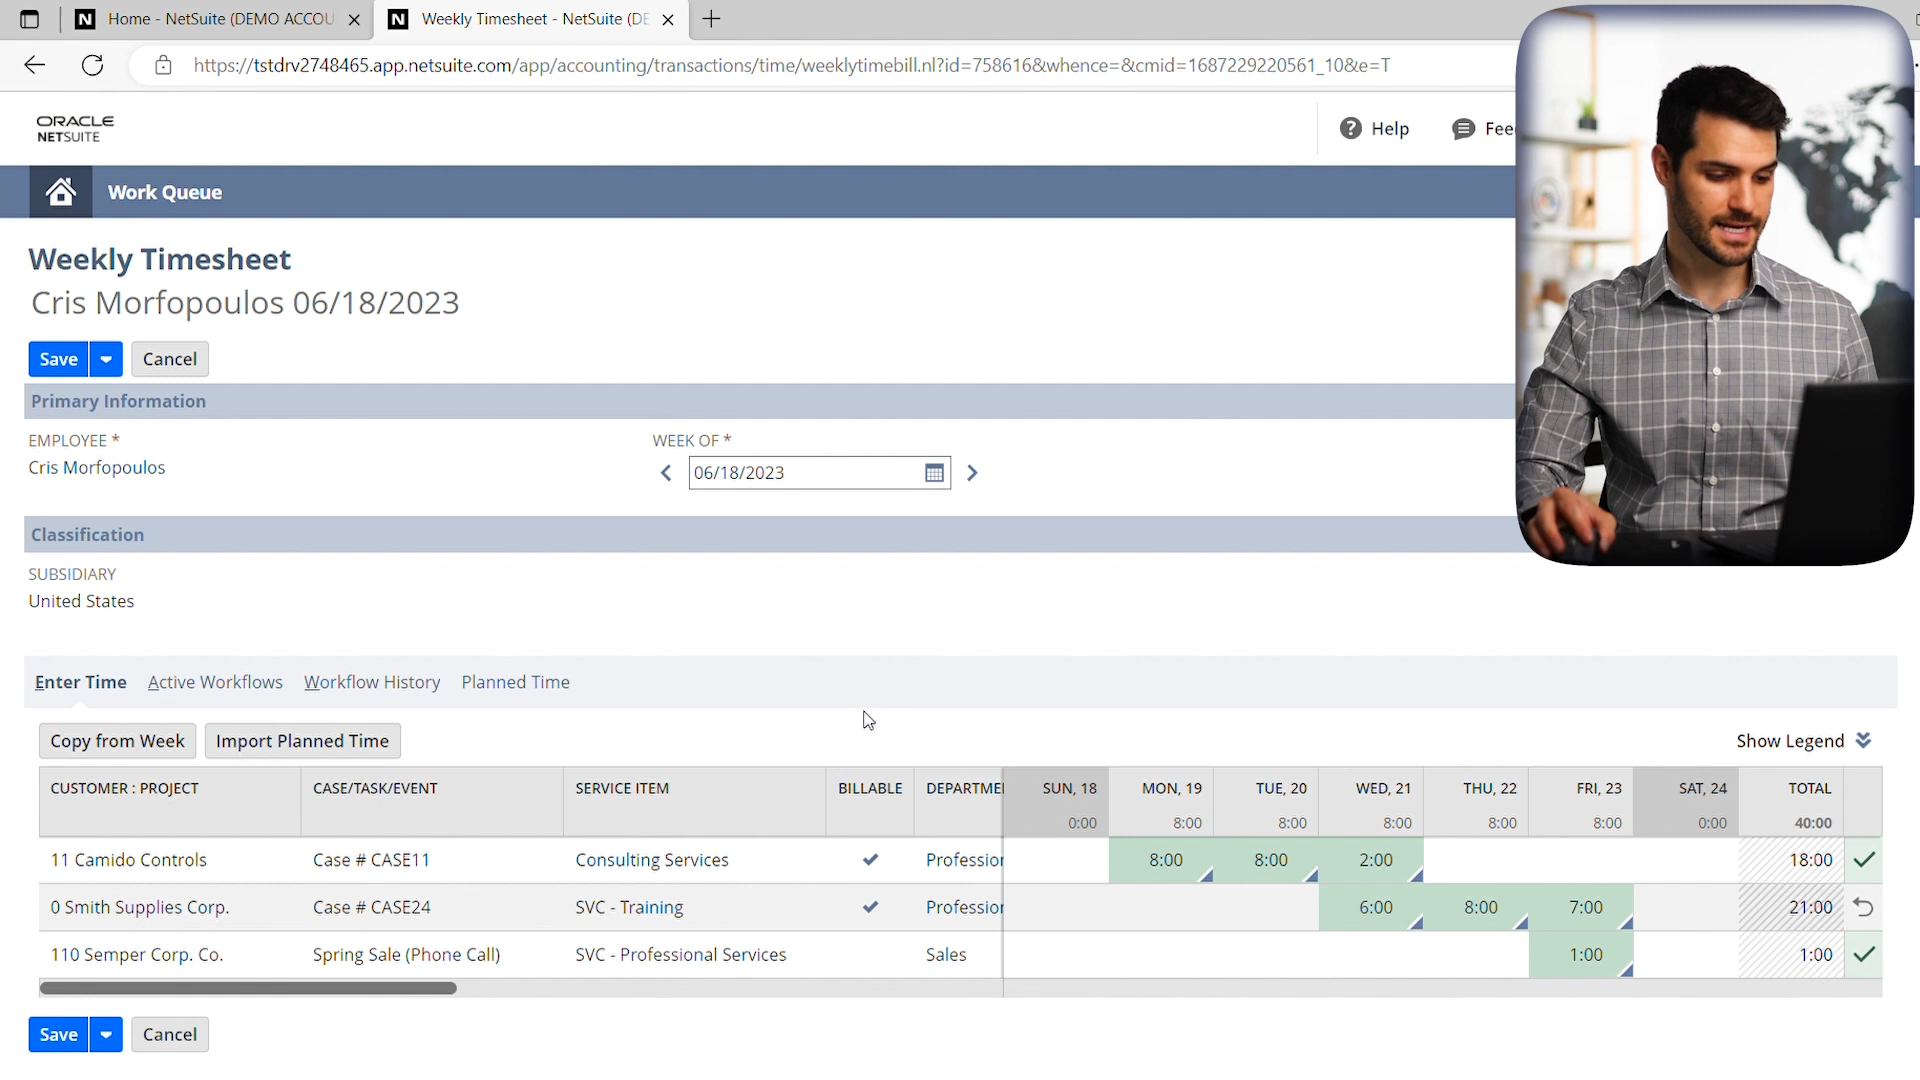 Home - NetSuite (DEMO ACCOU
Weekly Timesheet - NetSuite (DE
https://tstdrv2748465.app.netsuite.com/app/accounting/transactions/time/weeklytimebill.nl?id=758616&whence=&cmid=1687229220561_10&e=T
ORACLE
NETSUITE
Help
Fee
Work Queue
Weekly Timesheet
Cris Morfopoulos 06/18/2023
Save
Cancel
Primary Information
EMPLOYEE *
Cris Morfopoulos
WEEK OF *
06/18/2023
Classification
SUBSIDIARY
United States
Enter Time Active Workflows Workflow History Planned Time
Copy from Week Import Planned Time Show Legend
CUSTOMER : PROJECT CASE/TASK/EVENT SERVICE ITEM BILLABLE DEPARTME SUN, 18 MON, 19 TUE, 20 WED, 21 THU, 22 FRI, 23 SAT, 24 TOTAL
0:00 8:00 8:00 8:00 8:00 8:00 0:00 40:00
11 Camido Controls Case # CASE11 Consulting Services Profession 8:00 8:00 2:00 18:00
0 Smith Supplies Corp. Case # CASE24 SVC - Training Profession 6:00 8:00 7:00 21:00
110 Semper Corp. Co. Spring Sale (Phone Call) SVC - Professional Services Sales 1:00 1:00
Save Cancel